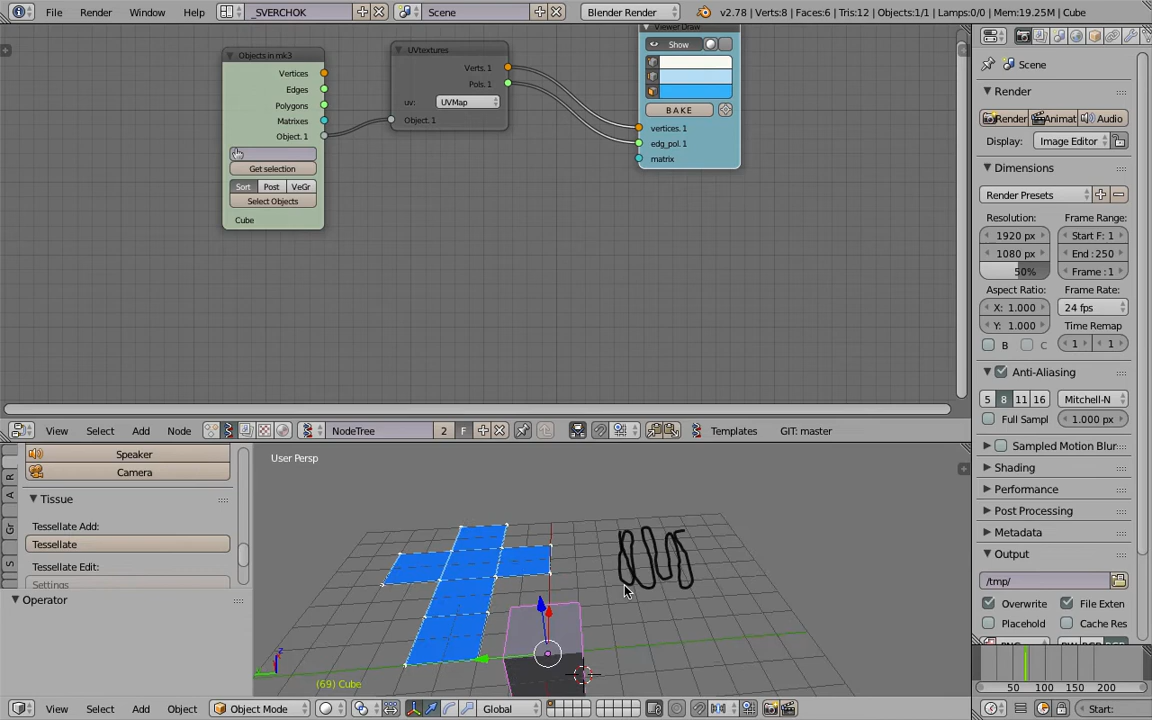 File Render Window Help _SVERCHOK Scene Blender Render v2.78 | Verts:8 | Faces:6 | Tris:12 | Objects:1/1 | Lamps:0/0 | Mem:19.25M | Cube
Objects in mk3
Vertices
Edges
Polygons
Matrixes
Object. 1
Get selection
Sort Post VeGr
Select Objects
Cube
UVtextures
Verts. 1
Pols. 1
uv: UVMap
Object. 1
Viewer Draw
Show
BAKE
vertices. 1
edg_pol. 1
matrix
View Select Add Node NodeTree 2 F Templates GIT: master
Speaker
Camera
Tissue
Tessellate Add:
Tessellate
Tessellate Edit:
Settings
Operator
R
A
Gr
S
User Persp
z
(69) Cube
View Select Add Object Object Mode Global
Scene
Render
Render Animat Audio
Display: Image Editor
Dimensions
Render Presets
Resolution: Frame Range:
1920 px Start F: 1
1080 px End :250
50% Frame :1
Aspect Ratio: Frame Rate:
X: 1.000 24 fps
Y: 1.000 Time Remap
B C 1 1
Anti-Aliasing
5 8 11 16 Mitchell-N
Full Sampl 1.000 px
Sampled Motion Blur
Shading
Performance
Post Processing
Metadata
Output
/tmp/
Overwrite File Exten
Placehold Cache Res
50 100 150 200
Start: